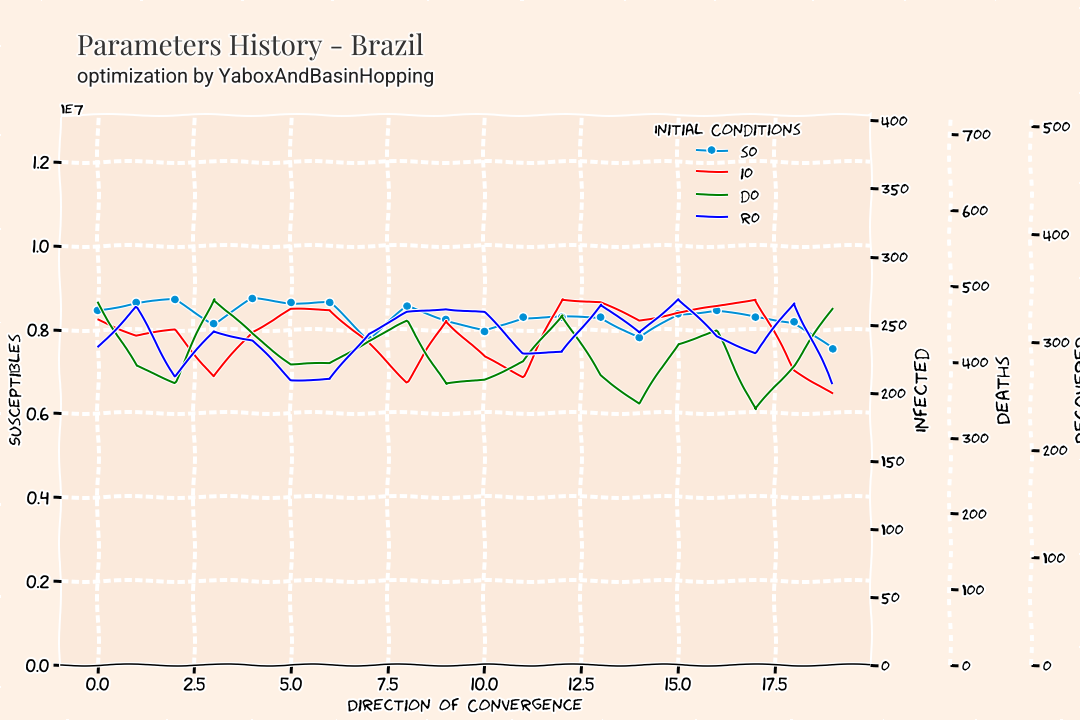 Parameters History - Brazil
optimization by YaboxAndBasinHopping
1E7
INITIAL CONDITIONS
S0
I0
D0
R0
1.2
1.0
0.8
0.6
0.4
0.2
0.0
SUSCEPTIBLES
0.0 2.5 5.0 7.5 10.0 12.5 15.0 17.5
DIRECTION OF CONVERGENCE
400
350
300
250
200
150
100
50
0
INFECTED
700
600
500
400
300
200
100
0
DEATHS
500
400
300
200
100
0